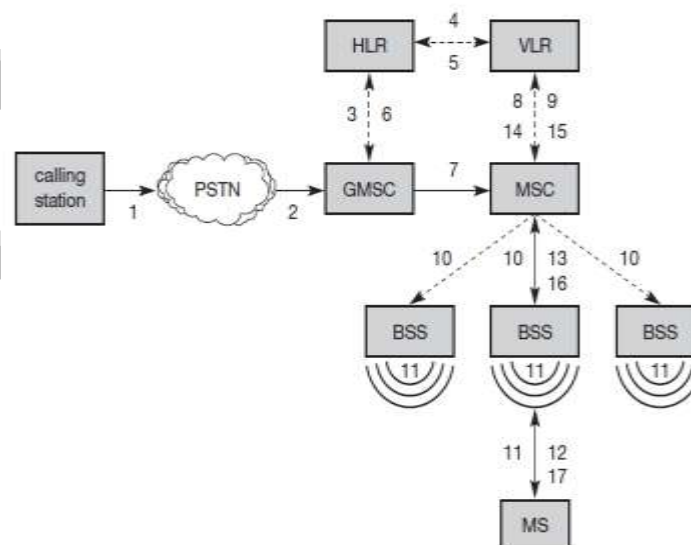 4
HLR
VLR
5
3 6
8 9
14 15
calling
station
PSTN
GMSC
7
MSC
1
2
10
10
13
10
16
BSS
BSS
BSS
11
11
11
11
12
17
MS